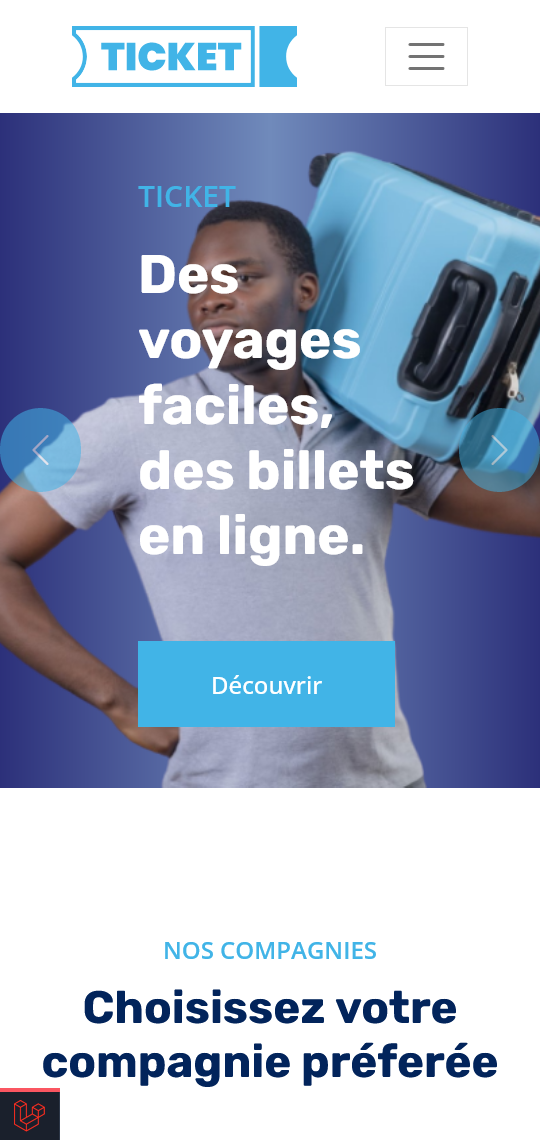 TICKET
TICKET
Des
voyages
faciles,
des billets
en ligne.
Découvrir
NOS COMPAGNIES
Choisissez votre
compagnie préferée